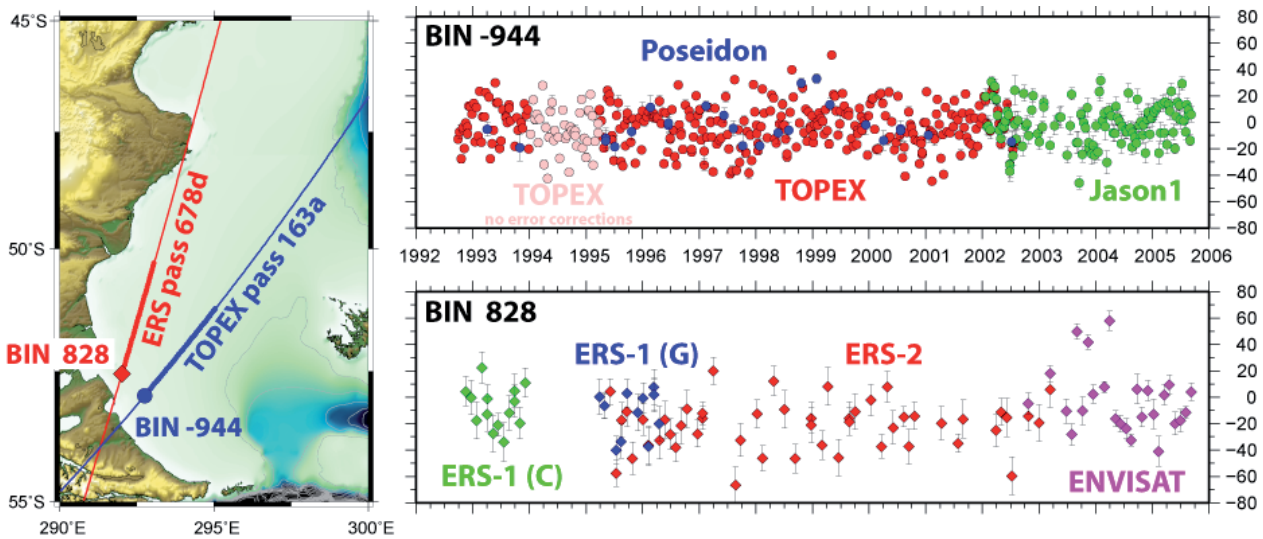 45˚S
50˚S
55˚S
290˚E
295˚E
300˚E
ERS pass 678d
TOPEX pass 163a
BIN 828
BIN -944
BIN -944
Poseidon
TOPEX
no error corrections
TOPEX
Jason1
80
60
40
20
0
−20
−40
−60
−80
1992 1993 1994 1995 1996 1997 1998 1999 2000 2001 2002 2003 2004 2005 2006
BIN 828
ERS-1 (G)
ERS-2
ERS-1 (C)
ENVISAT
80
60
40
20
0
−20
−40
−60
−80